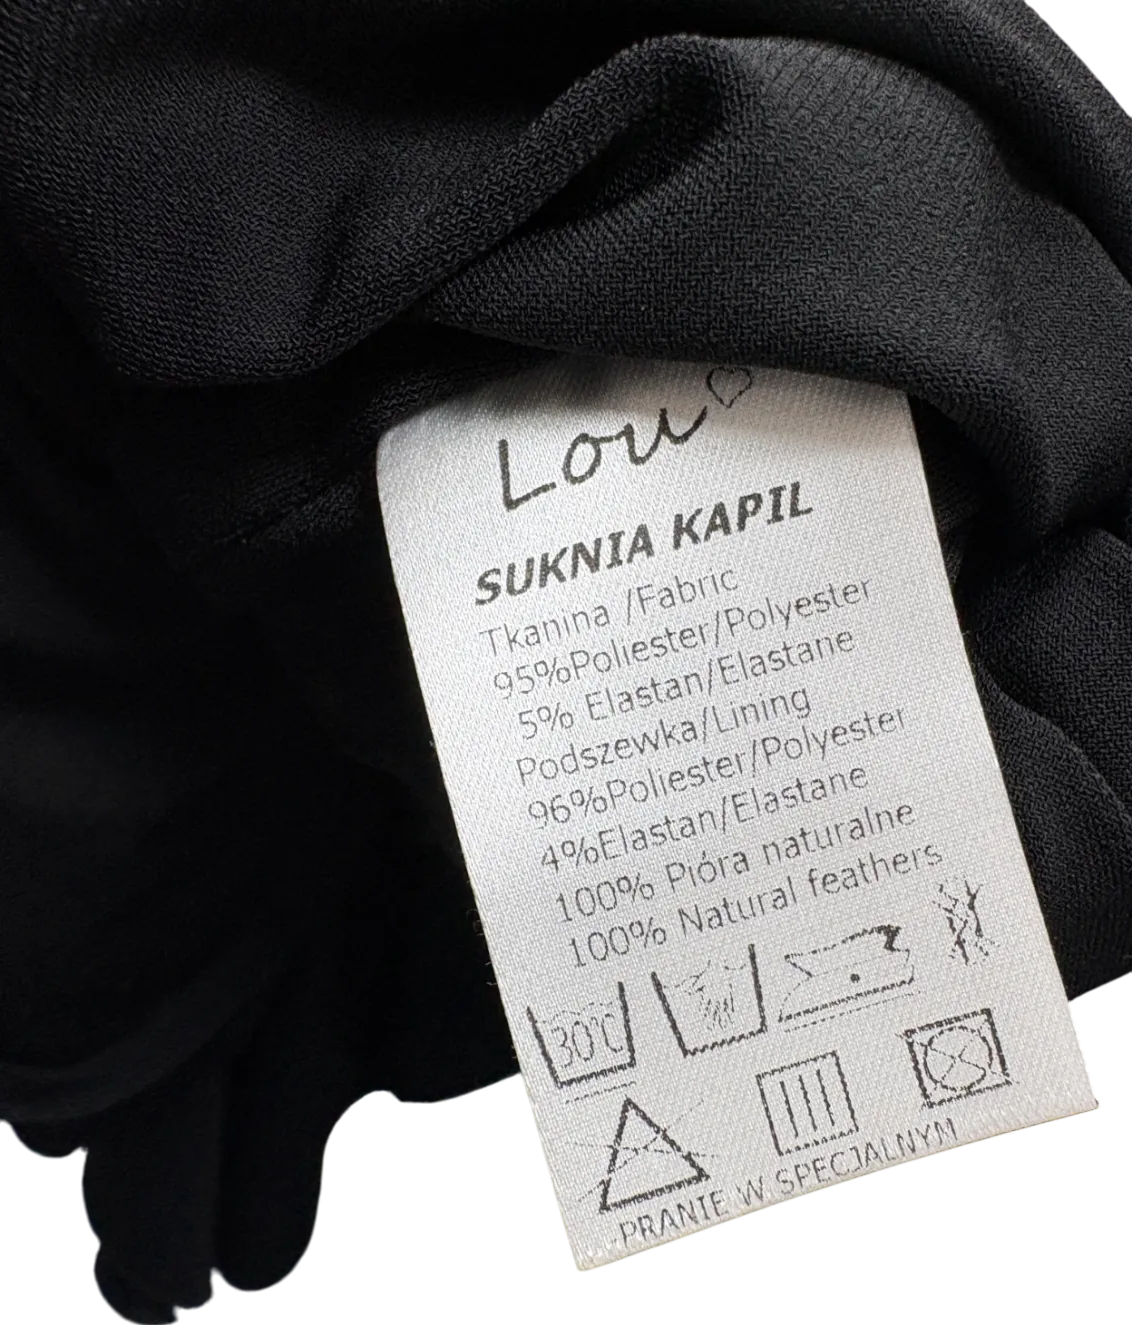 Lou
SUKNIA KAPIL
Tkanina /Fabric
95%Poliester/Polyester
5% Elastan/Elastane
Podszewka/Lining
96%Poliester/Polyester
4%Elastan/Elastane
100% Pióra naturalne
100% Natural feathers
30°C
PRANIE W SPECJALNYM